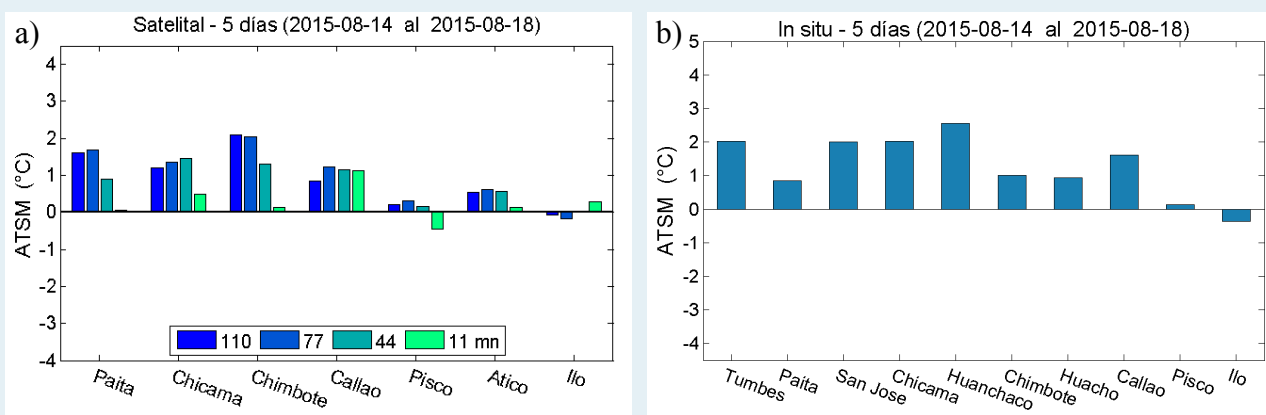 a)
Satelital - 5 días (2015-08-14 al 2015-08-18)
ATSM (°C)
4
3
2
1
0
-1
-2
-3
-4
110 77 44 11 mn
Paita Chicama Chimbote Callao Pisco Atico Ilo
b)
In situ - 5 días (2015-08-14 al 2015-08-18)
ATSM (°C)
5
4
3
2
1
0
-1
-2
-3
-4
Tumbes Paita San Jose Chicama Huanchaco Chimbote Huacho Callao Pisco Ilo